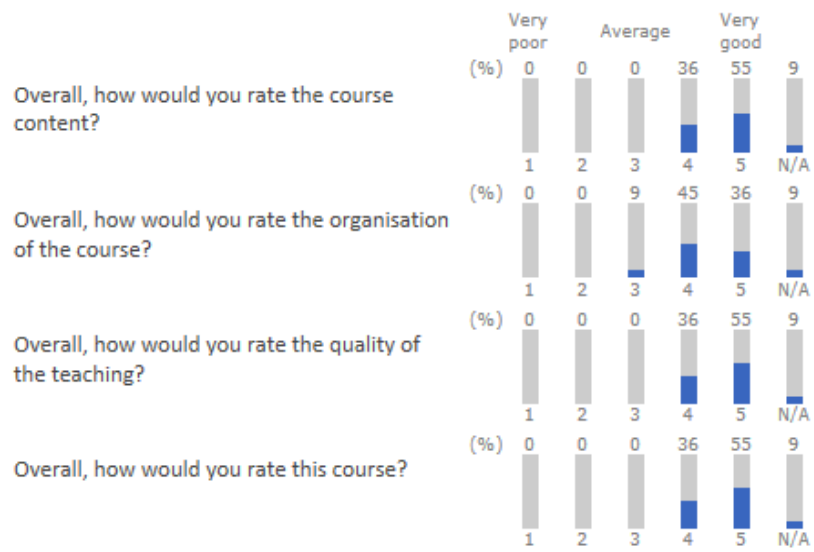 Very poor Average Very good
(%) 0 0 0 36 55 9
Overall, how would you rate the course
content?
1 2 3 4 5 N/A
(%) 0 0 9 45 36 9
Overall, how would you rate the organisation
of the course?
1 2 3 4 5 N/A
(%) 0 0 0 36 55 9
Overall, how would you rate the quality of
the teaching?
1 2 3 4 5 N/A
(%) 0 0 0 36 55 9
Overall, how would you rate this course?
1 2 3 4 5 N/A